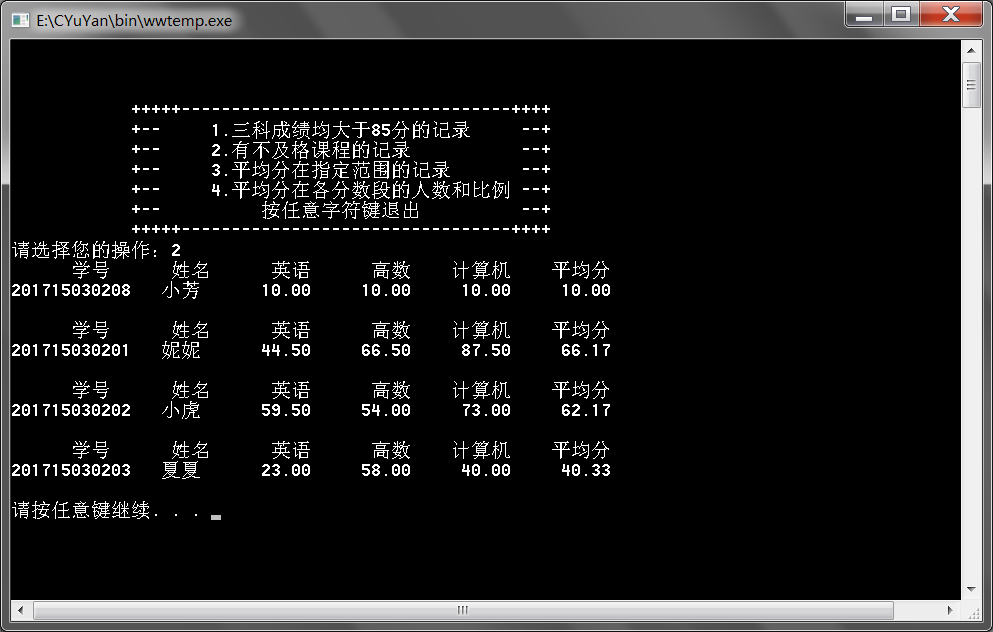 E:\CYuYan\bin\wwtemp.exe
+++++---------------------------------++++
+-- 1.三科成绩均大于85分的记录 --+
+-- 2.有不及格课程的记录 --+
+-- 3.平均分在指定范围的记录 --+
+-- 4.平均分在各分数段的人数和比例 --+
+-- 按任意字符键退出 --+
+++++---------------------------------++++
请选择您的操作: 2
学号 姓名 英语 高数 计算机 平均分
201715030208 小芳 10.00 10.00 10.00 10.00
学号 姓名 英语 高数 计算机 平均分
201715030201 妮妮 44.50 66.50 87.50 66.17
学号 姓名 英语 高数 计算机 平均分
201715030202 小虎 59.50 54.00 73.00 62.17
学号 姓名 英语 高数 计算机 平均分
201715030203 夏夏 23.00 58.00 40.00 40.33
请按任意键继续. . .